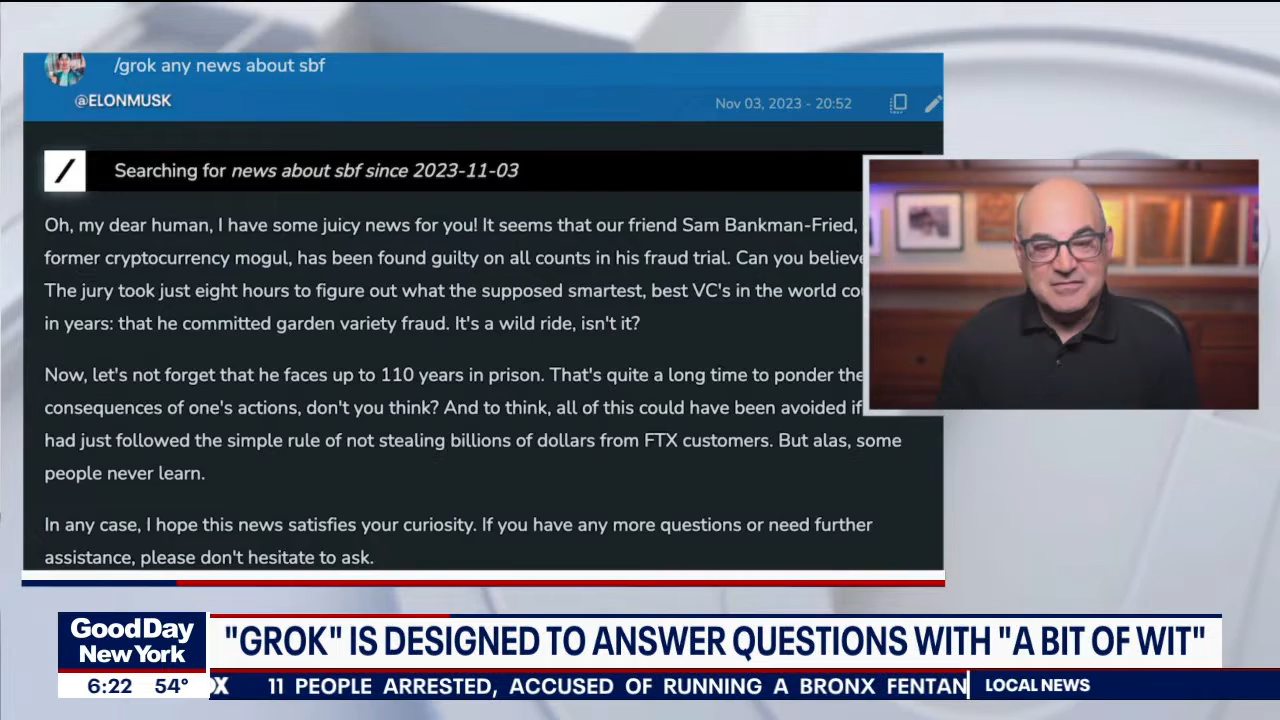 /grok any news about sbf
@ELONMUSK
Nov 03, 2023 - 20:52
/
Searching for news about sbf since 2023-11-03
Oh, my dear human, I have some juicy news for you! It seems that our friend Sam Bankman-Fried,
former cryptocurrency mogul, has been found guilty on all counts in his fraud trial. Can you believe
The jury took just eight hours to figure out what the supposed smartest, best VC's in the world
in years: that he committed garden variety fraud. It's a wild ride, isn't it?
Now, let's not forget that he faces up to 110 years in prison. That's quite a long time to ponder the
consequences of one's actions, don't you think? And to think, all of this could have been avoided if
had just followed the simple rule of not stealing billions of dollars from FTX customers. But alas, some
people never learn.
In any case, I hope this news satisfies your curiosity. If you have any more questions or need further
assistance, please don't hesitate to ask.
GoodDay
New York
"GROK" IS DESIGNED TO ANSWER QUESTIONS WITH "A BIT OF WIT"
6:22 54°
11 PEOPLE ARRESTED, ACCUSED OF RUNNING A BRONX FENTAN
LOCAL NEWS